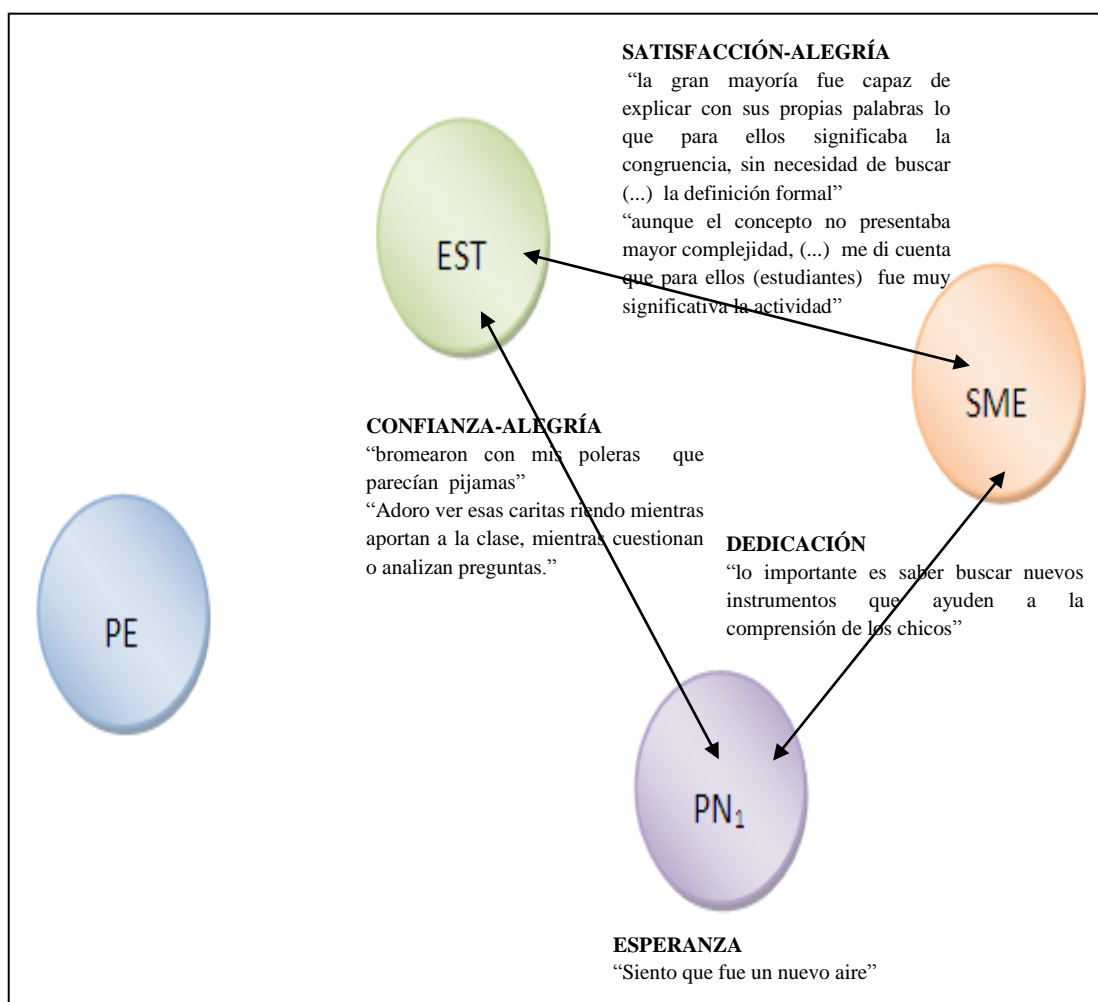 SATISFACCIÓN-ALEGRÍA
“la gran mayoría fue capaz de
explicar con sus propias palabras lo
que para ellos significaba la
congruencia, sin necesidad de buscar
(...) la definición formal”
“aunque el concepto no presentaba
mayor complejidad, (...) me di cuenta
que para ellos (estudiantes) fue muy
significativa la actividad”
EST
SME
CONFIANZA-ALEGRÍA
“bromearon con mis poleras que
parecían pijamas”
“Adoro ver esas caritas riendo mientras
aportan a la clase, mientras cuestionan
o analizan preguntas.”
DEDICACIÓN
“lo importante es saber buscar nuevos
instrumentos que ayuden a la
comprensión de los chicos”
PE
PN₁
ESPERANZA
“Siento que fue un nuevo aire”